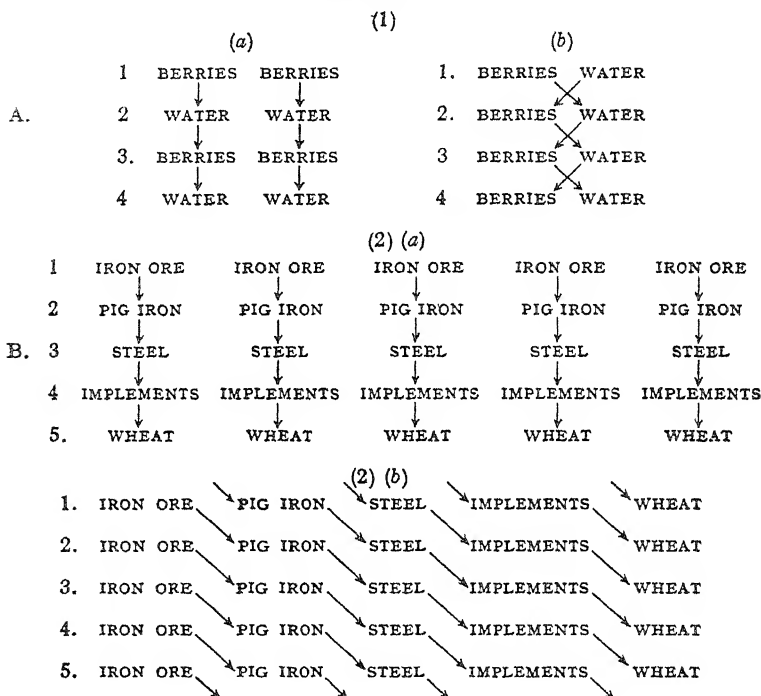 (1)
(a) (b)
1 BERRIES BERRIES 1. BERRIES WATER
A. 2 WATER WATER 2. BERRIES WATER
3. BERRIES BERRIES 3 BERRIES WATER
4 WATER WATER 4 BERRIES WATER
(2) (a)
1 IRON ORE IRON ORE IRON ORE IRON ORE IRON ORE
2 PIG IRON PIG IRON PIG IRON PIG IRON PIG IRON
B. 3 STEEL STEEL STEEL STEEL STEEL
4 IMPLEMENTS IMPLEMENTS IMPLEMENTS IMPLEMENTS IMPLEMENTS
5. WHEAT WHEAT WHEAT WHEAT WHEAT
(2) (b)
1. IRON ORE PIG IRON STEEL IMPLEMENTS WHEAT
2. IRON ORE PIG IRON STEEL IMPLEMENTS WHEAT
3. IRON ORE PIG IRON STEEL IMPLEMENTS WHEAT
4. IRON ORE PIG IRON STEEL IMPLEMENTS WHEAT
5. IRON ORE PIG IRON STEEL IMPLEMENTS WHEAT